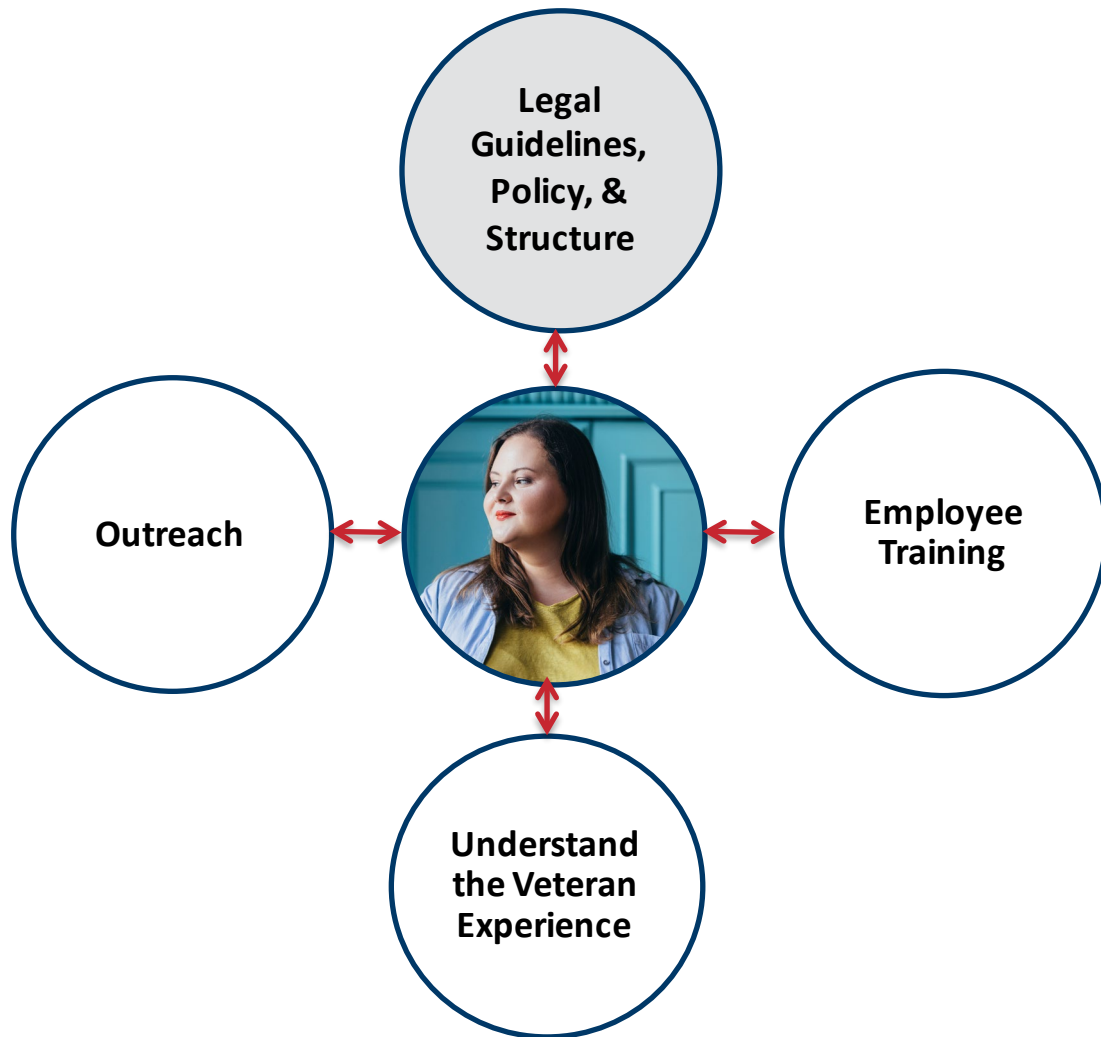 Legal
Guidelines,
Policy, &
Structure
Outreach
Employee
Training
Understand
the Veteran
Experience